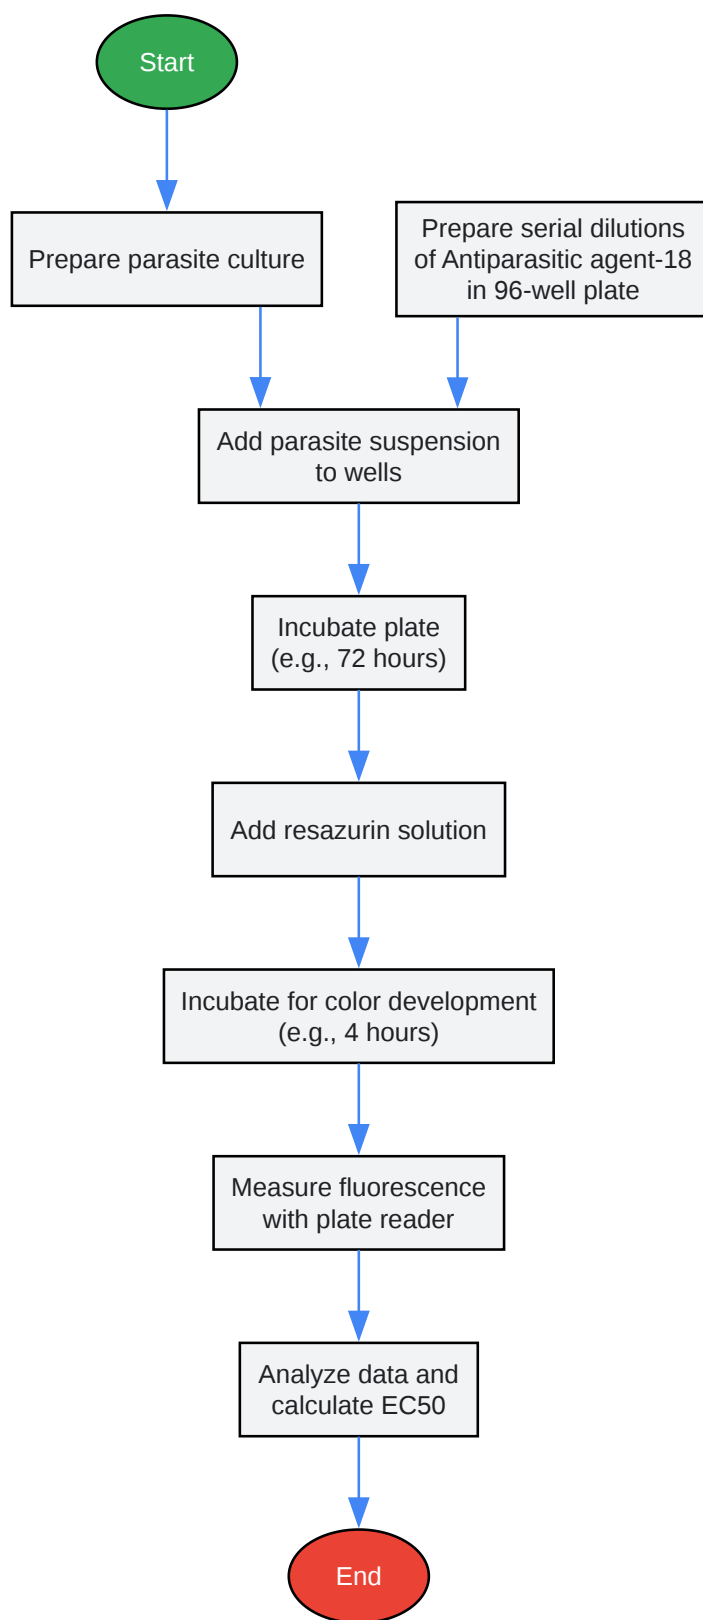 Start
Prepare parasite culture
Prepare serial dilutions
of Antiparasitic agent-18
in 96-well plate
Add parasite suspension
to wells
Incubate plate
(e.g., 72 hours)
Add resazurin solution
Incubate for color development
(e.g., 4 hours)
Measure fluorescence
with plate reader
Analyze data and
calculate EC50
End